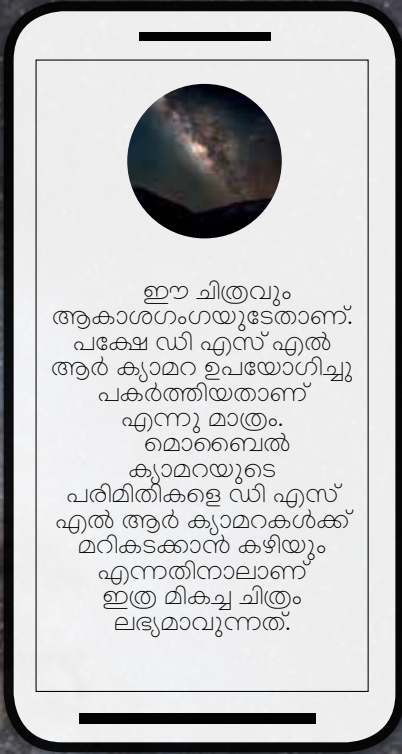 ഈ ചിത്രവും
ആകാശഗംഗയുടേതാണ്.
പക്ഷേ ഡി എസ് എൽ
ആർ ക്യാമറ ഉപയോഗിച്ചു
പകർത്തിയതാണ്
എന്നു മാത്രം.
മൊബൈൽ
ക്യാമറയുടെ
പരിമിതികളെ ഡി എസ്
എൽ ആർ ക്യാമറകൾക്ക്
മറികടക്കാൻ കഴിയും
എന്നതിനാലാണ്
ഇത്ര മികച്ച ചിത്രം
ലഭ്യമാവുന്നത്.